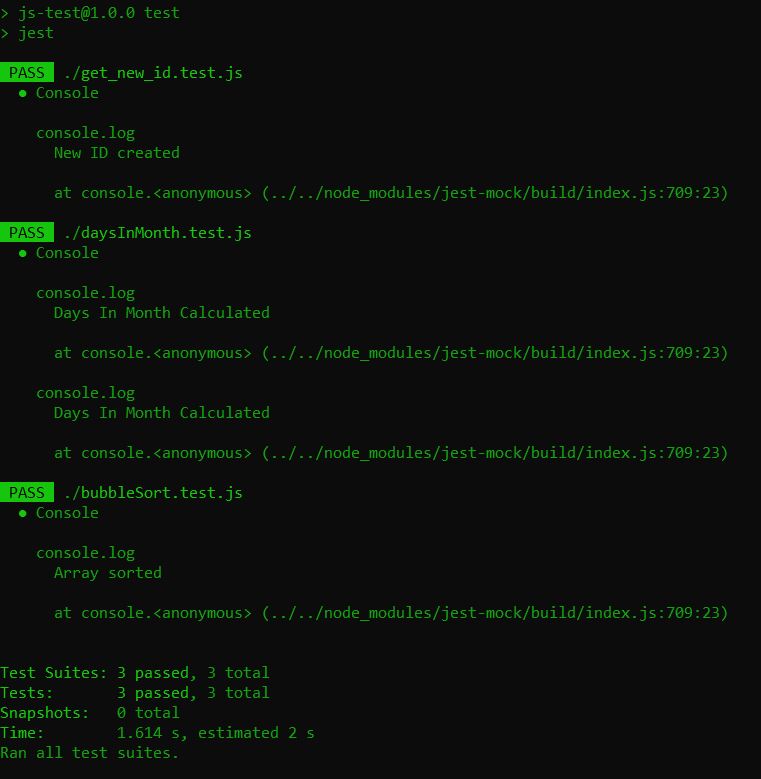 > js-test@1.0.0 test
> jest
PASS ./get_new_id.test.js
● Console
console.log
New ID created
at console.<anonymous> (../../node_modules/jest-mock/build/index.js:709:23)
PASS ./daysInMonth.test.js
● Console
console.log
Days In Month Calculated
at console.<anonymous> (../../node_modules/jest-mock/build/index.js:709:23)
console.log
Days In Month Calculated
at console.<anonymous> (../../node_modules/jest-mock/build/index.js:709:23)
PASS ./bubbleSort.test.js
● Console
console.log
Array sorted
at console.<anonymous> (../../node_modules/jest-mock/build/index.js:709:23)
Test Suites: 3 passed, 3 total
Tests:       3 passed, 3 total
Snapshots:   0 total
Time:        1.614 s, estimated 2 s
Ran all test suites.